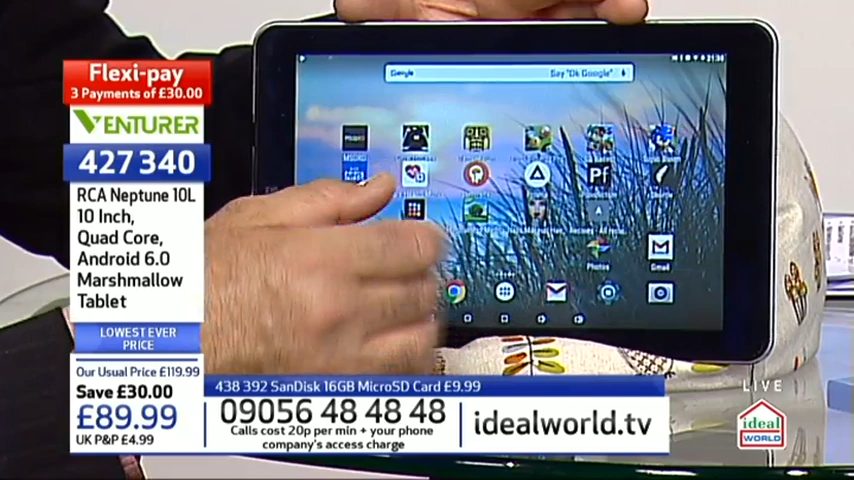 Flexi-pay
3 Payments of £30.00
VENTURER
427 340
RCA Neptune 10L
10 Inch,
Quad Core,
Android 6.0
Marshmallow
Tablet
LOWEST EVER
PRICE
Our Usual Price £119.99
Save £30.00
£89.99
UK P&P £4.99
438 392 SanDisk 16GB MicroSD Card £9.99
09056 48 48 48
Calls cost 20p per min + your phone
company's access charge
idealworld.tv
LIVE
ideal
WORLD
Google
Say "Ok Google"
21:30
Pf
Photos
Gmail